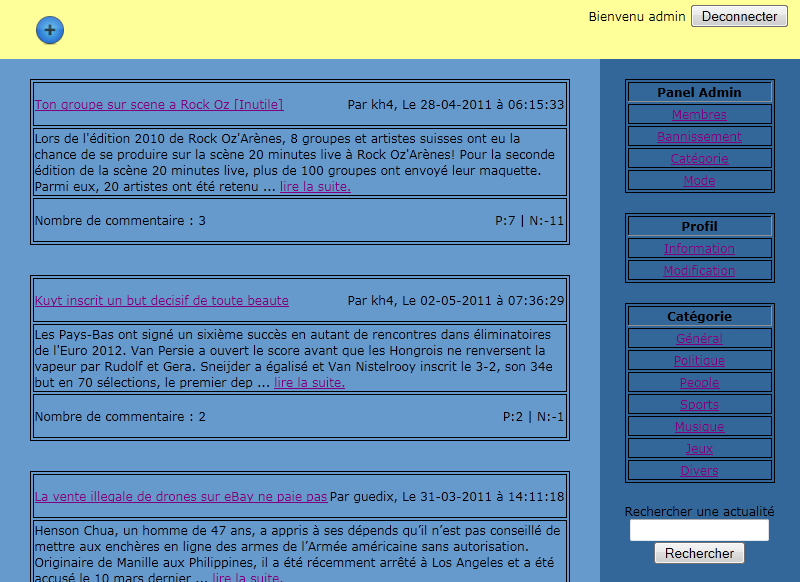 Bienvenu admin Deconnecter
Ton groupe sur scene a Rock Oz [Inutile] Par kh4, Le 28-04-2011 à 06:15:33
Lors de l'édition 2010 de Rock Oz'Arènes, 8 groupes et artistes suisses ont eu la
chance de se produire sur la scène 20 minutes live à Rock Oz'Arènes! Pour la seconde
édition de la scène 20 minutes live, plus de 100 groupes ont envoyé leur maquette.
Parmi eux, 20 artistes ont été retenu ... lire la suite.
Nombre de commentaire : 3 P:7 | N:-11
Kuyt inscrit un but decisif de toute beaute Par kh4, Le 02-05-2011 à 07:36:29
Les Pays-Bas ont signé un sixième succès en autant de rencontres dans éliminatoires
de l'Euro 2012. Van Persie a ouvert le score avant que les Hongrois ne renversent la
vapeur par Rudolf et Gera. Sneijder a égalisé et Van Nistelrooy inscrit le 3-2, son 34e
but en 70 sélections, le premier dep ... lire la suite.
Nombre de commentaire : 2 P:2 | N:-1
La vente illegale de drones sur eBay ne paie pas Par guedix, Le 31-03-2011 à 14:11:18
Henson Chua, un homme de 47 ans, a appris à ses dépends qu’il n’est pas conseillé de
mettre aux enchères en ligne des armes de l’Armée américaine sans autorisation.
Originaire de Manille aux Philippines, il a été récemment arrêté à Los Angeles et a été
accusé le 10 mars dernier ... lire la suite.
Panel Admin
Membres
Bannissement
Catégorie
Mode
Profil
Information
Modification
Catégorie
Général
Politique
People
Sports
Musique
Jeux
Divers
Rechercher une actualité
Rechercher